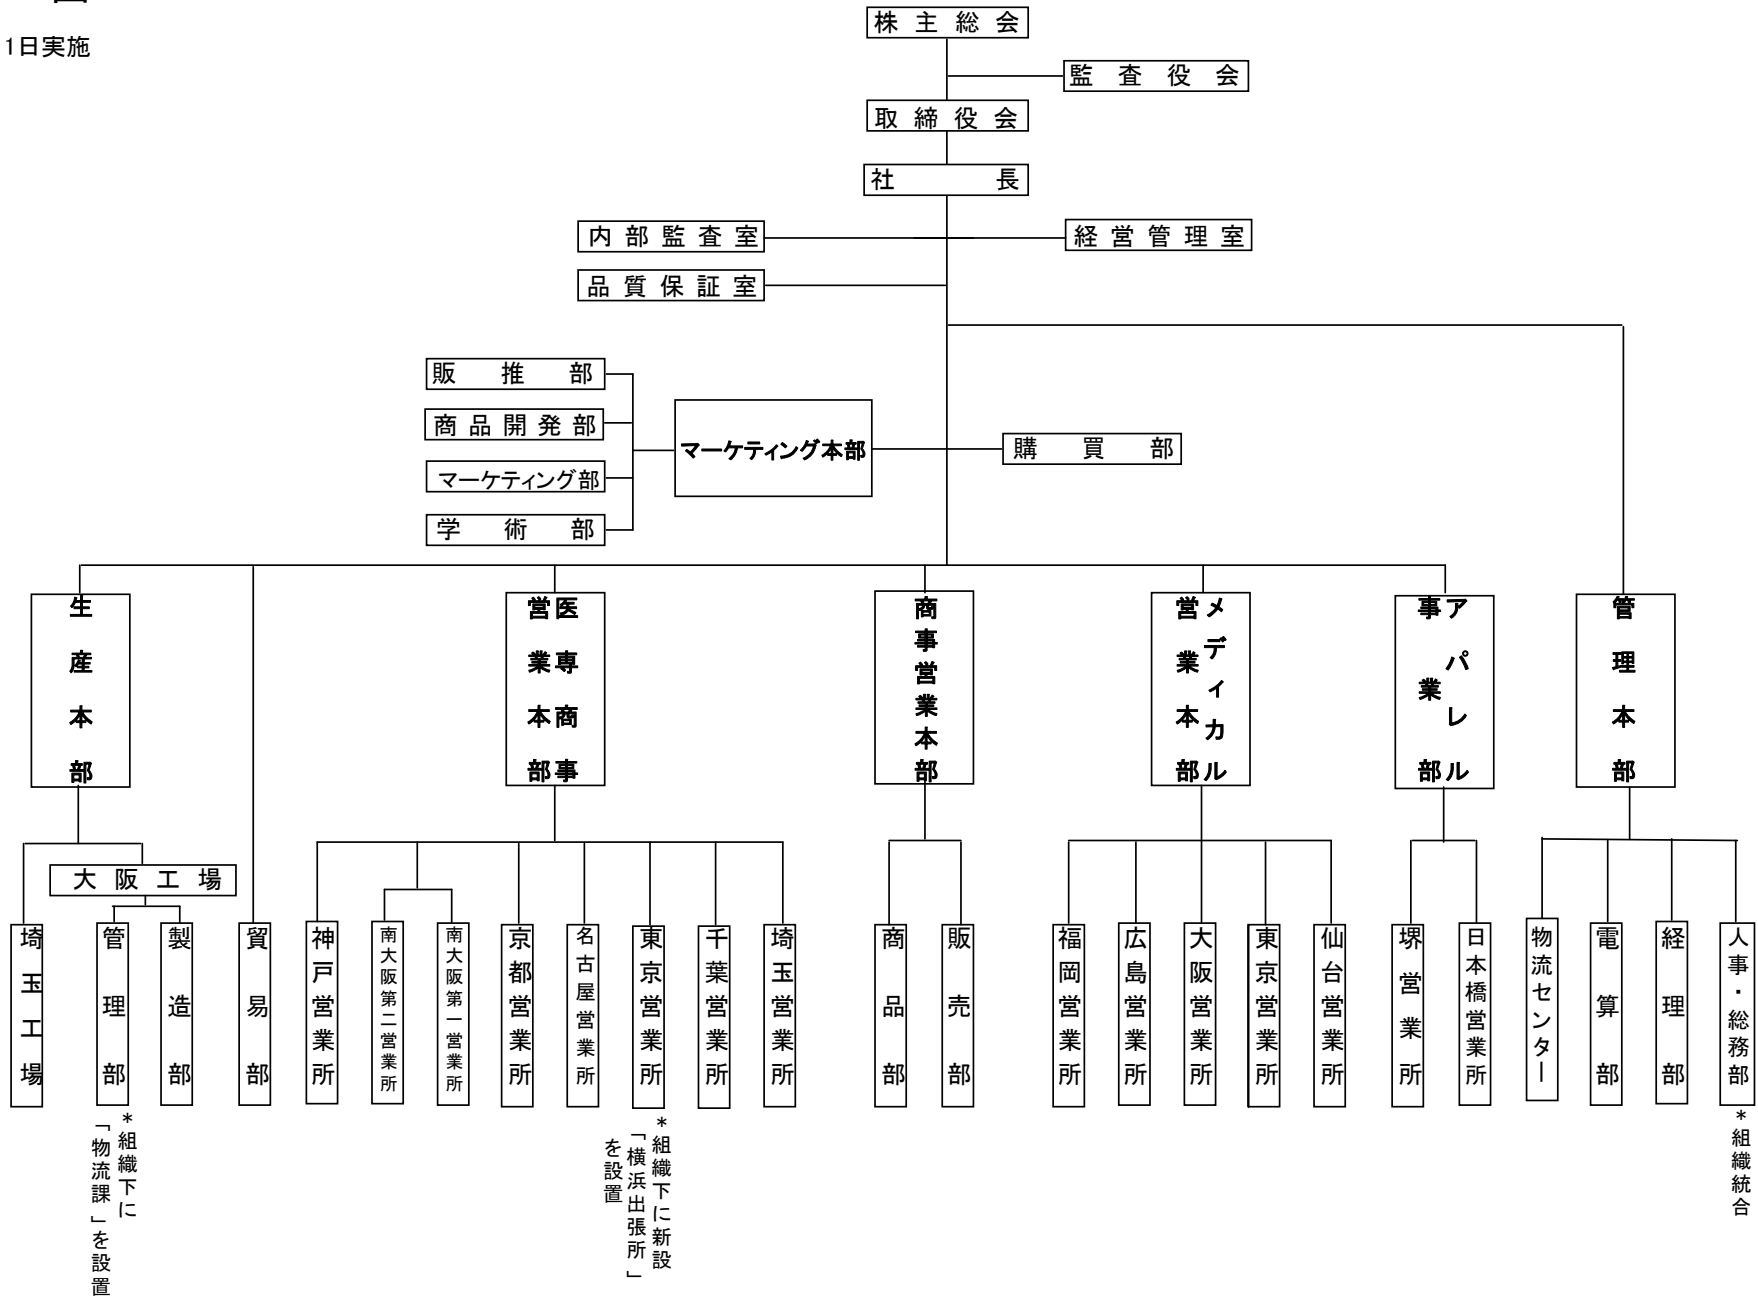 1日実施
株主総会
監査役会
取締役会
社長
内部監査室
経営管理室
品質保証室
販推部
商品開発部
マーケティング本部
購買部
マーケティング部
学術部
生産本部
医専商事
営業本部
商事営業本部
メディカル
営業本部
アパレル
事業部
管理本部
大阪工場
埼玉工場
管理部
製造部
貿易部
神戸営業所
南大阪第二営業所
南大阪第一営業所
京都営業所
名古屋営業所
東京営業所
千葉営業所
埼玉営業所
商品部
販売部
福岡営業所
広島営業所
大阪営業所
東京営業所
仙台営業所
堺営業所
日本橋営業所
物流センター
電算部
経理部
人事・総務部
*組織下に
「物流課」を設置
*組織下に新設
「横浜出張所」
を設置
*組織統合